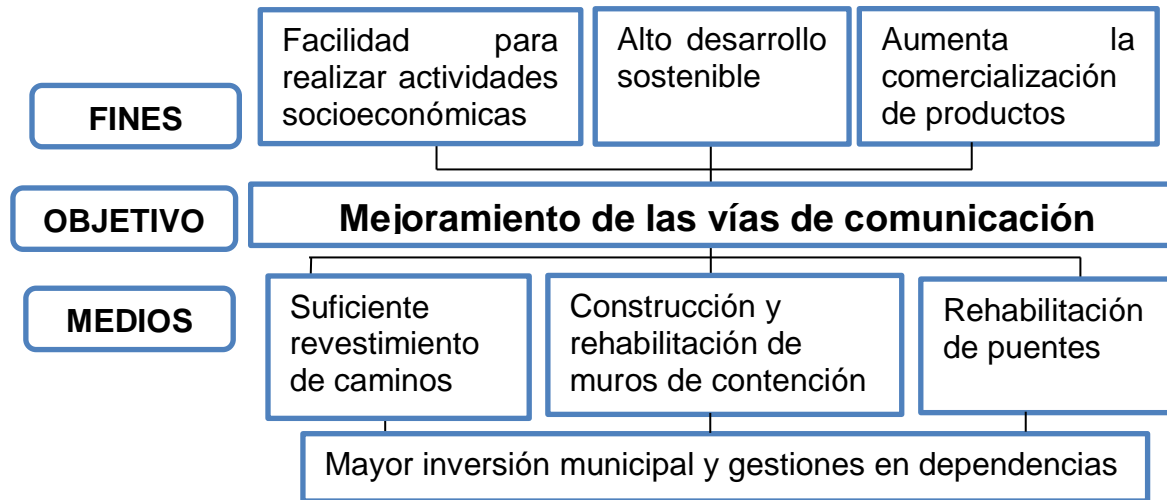 FINES
Facilidad para
realizar actividades
socioeconómicas
Alto desarrollo
sostenible
Aumenta la
comercialización
de productos
OBJETIVO
Mejoramiento de las vías de comunicación
MEDIOS
Suficiente
revestimiento
de caminos
Construcción y
rehabilitación de
muros de contención
Rehabilitación
de puentes
Mayor inversión municipal y gestiones en dependencias